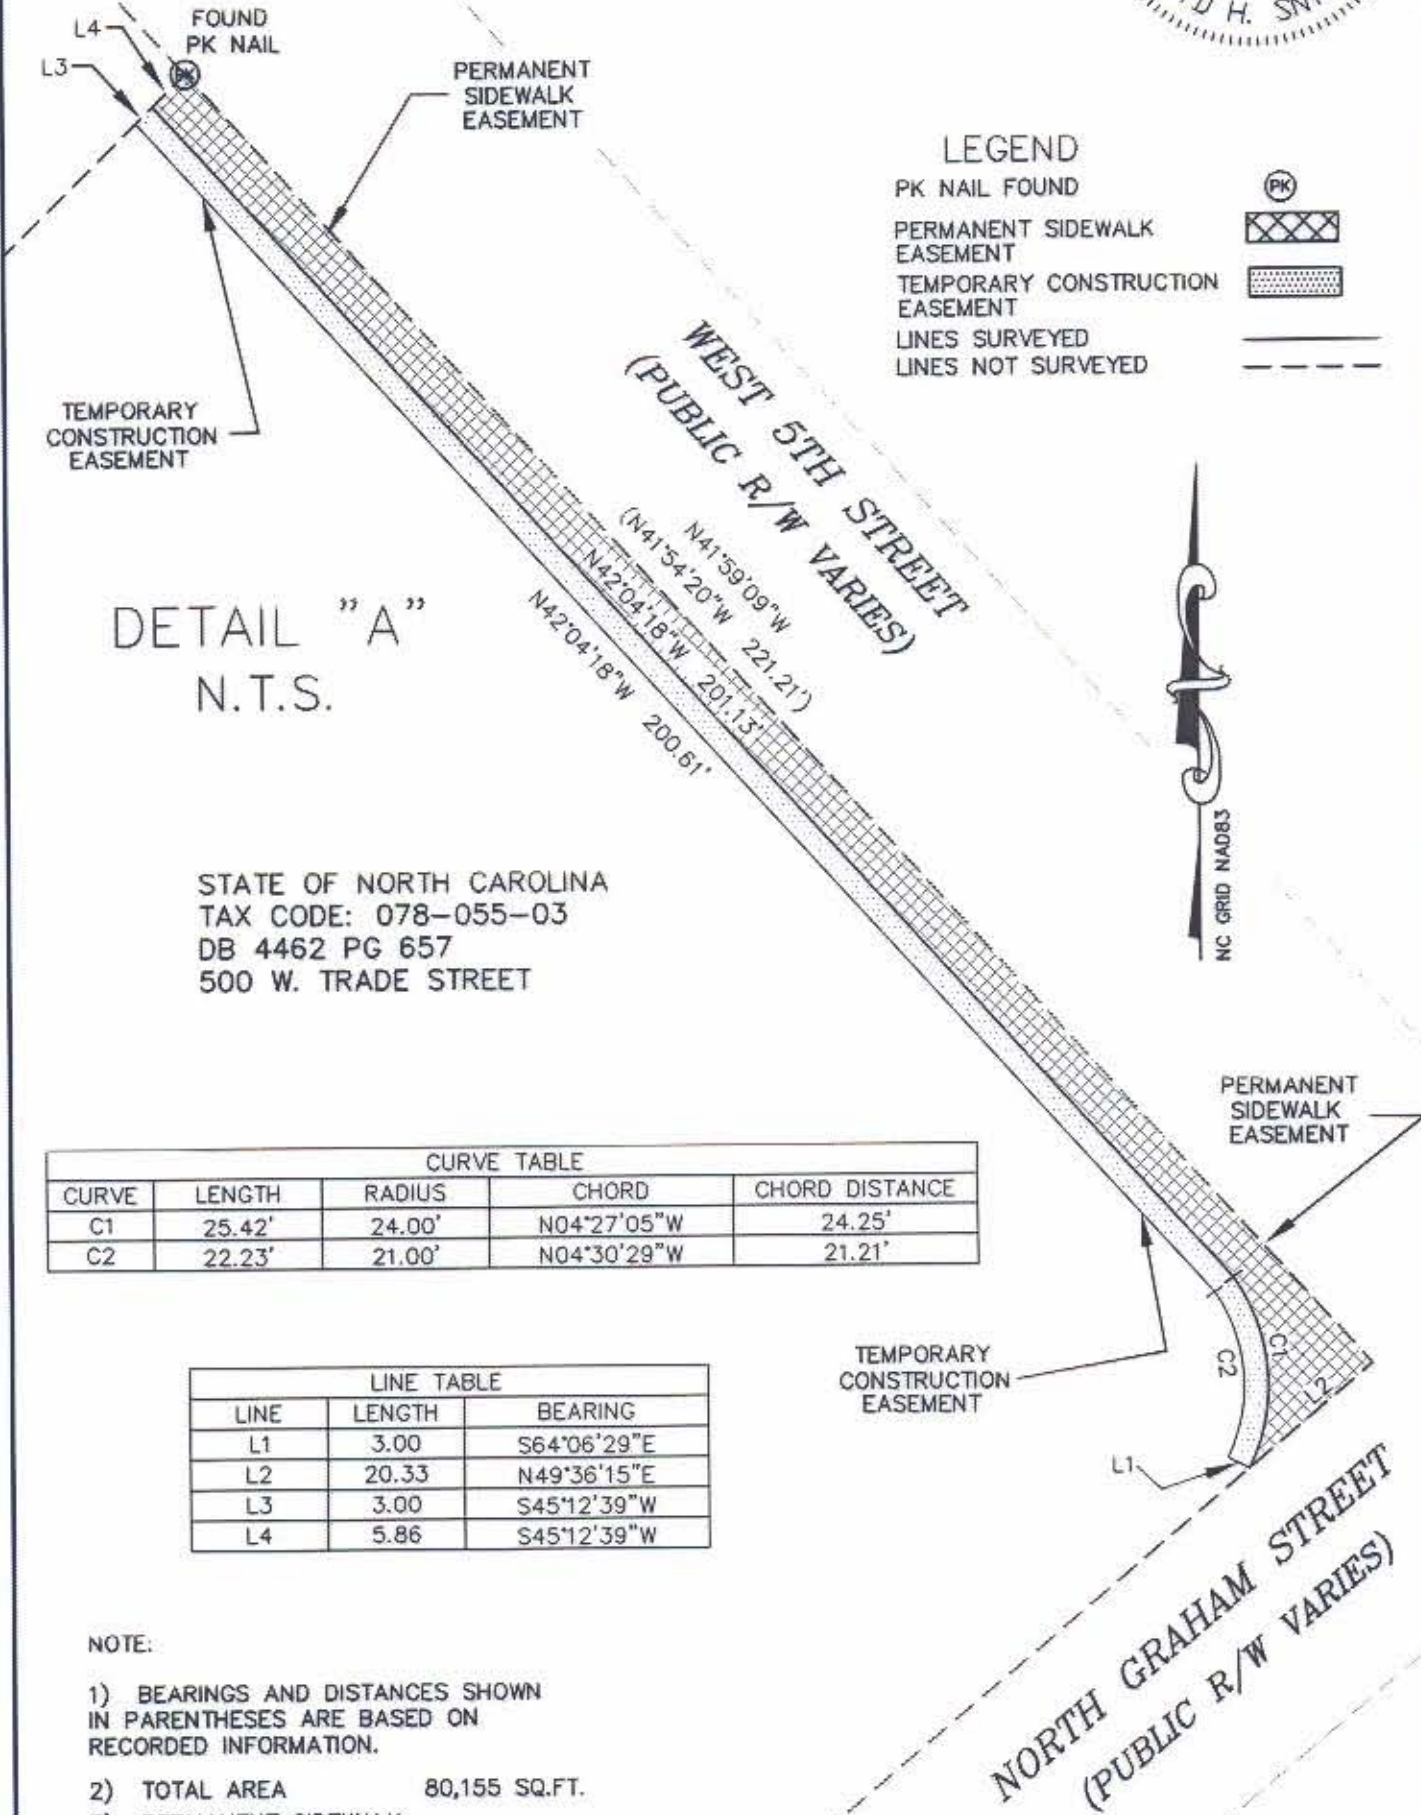 D H. SN
FOUND
PK NAIL
L4
L3
PK
PERMANENT
SIDEWALK
EASEMENT
LEGEND
PK NAIL FOUND
PK
PERMANENT SIDEWALK
EASEMENT
TEMPORARY CONSTRUCTION
EASEMENT
LINES SURVEYED
LINES NOT SURVEYED
TEMPORARY
CONSTRUCTION
EASEMENT
WEST 5TH STREET
(PUBLIC R/W VARIES)
N41°59'09"W
(N41°54'20"W 221.21')
N42°04'18"W 201.13'
N42°04'18"W 200.61'
DETAIL "A"
N.T.S.
NC GRID NAD83
STATE OF NORTH CAROLINA
TAX CODE: 078-055-03
DB 4462 PG 657
500 W. TRADE STREET
PERMANENT
SIDEWALK
EASEMENT
CURVE TABLE
CURVE LENGTH RADIUS CHORD CHORD DISTANCE
C1 25.42' 24.00' N04°27'05"W 24.25'
C2 22.23' 21.00' N04°30'29"W 21.21'
TEMPORARY
CONSTRUCTION
EASEMENT
C1
C2
L2
L1
LINE TABLE
LINE LENGTH BEARING
L1 3.00 S64°06'29"E
L2 20.33 N49°36'15"E
L3 3.00 S45°12'39"W
L4 5.86 S45°12'39"W
NORTH GRAHAM STREET
(PUBLIC R/W VARIES)
NOTE:
1) BEARINGS AND DISTANCES SHOWN
IN PARENTHESES ARE BASED ON
RECORDED INFORMATION.
2) TOTAL AREA 80,155 SQ.FT.